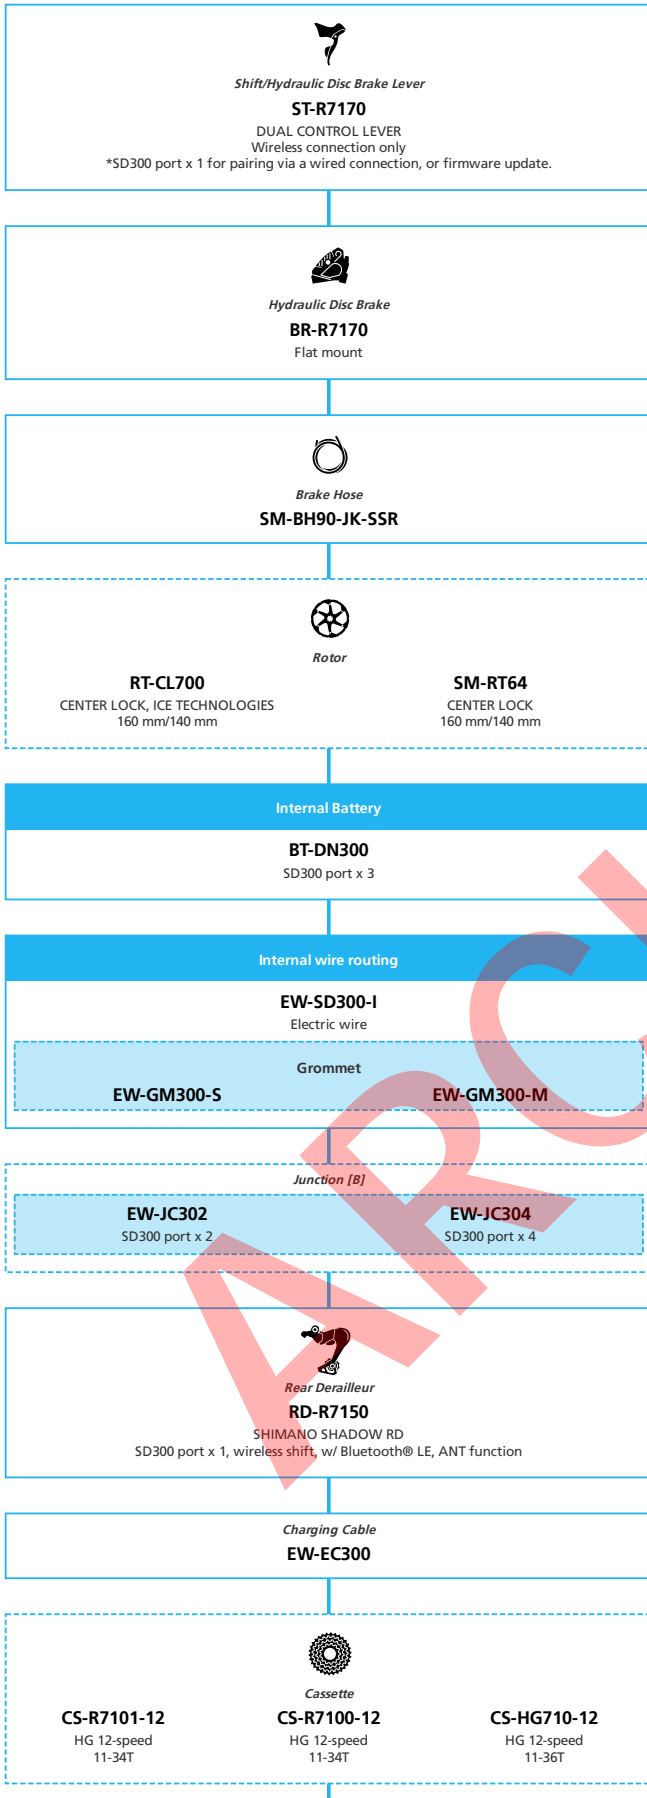 Shift/Hydraulic Disc Brake Lever
ST-R7170
DUAL CONTROL LEVER
Wireless connection only
*SD300 port x 1 for pairing via a wired connection, or firmware update.
Hydraulic Disc Brake
BR-R7170
Flat mount
Brake Hose
SM-BH90-JK-SSR
Rotor
RT-CL700 SM-RT64
CENTER LOCK, ICE TECHNOLOGIES CENTER LOCK
160 mm/140 mm 160 mm/140 mm
Internal Battery
BT-DN300
SD300 port x 3
Internal wire routing
EW-SD300-I
Electric wire
Grommet
EW-GM300-S EW-GM300-M
Junction [B]
EW-JC302 EW-JC304
SD300 port x 2 SD300 port x 4
Rear Derailleur
RD-R7150
SHIMANO SHADOW RD
SD300 port x 1, wireless shift, w/ Bluetooth® LE, ANT function
Charging Cable
EW-EC300
Cassette
CS-R7101-12 CS-R7100-12 CS-HG710-12
HG 12-speed HG 12-speed HG 12-speed
11-34T 11-34T 11-36T